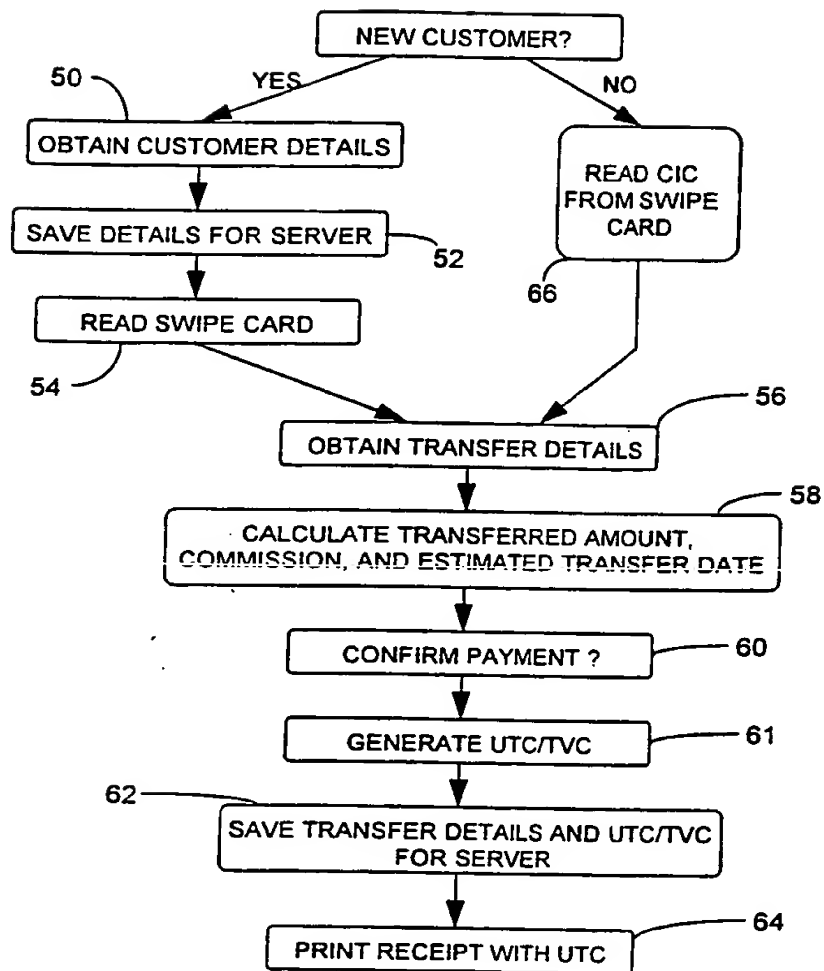 NEW CUSTOMER?
50
YES
NO
OBTAIN CUSTOMER DETAILS
READ CIC
FROM SWIPE
CARD
SAVE DETAILS FOR SERVER
52
66
READ SWIPE CARD
54
56
OBTAIN TRANSFER DETAILS
58
CALCULATE TRANSFERRED AMOUNT,
COMMISSION, AND ESTIMATED TRANSFER DATE
CONFIRM PAYMENT ?
60
GENERATE UTC/TVC
61
62
SAVE TRANSFER DETAILS AND UTC/TVC
FOR SERVER
64
PRINT RECEIPT WITH UTC